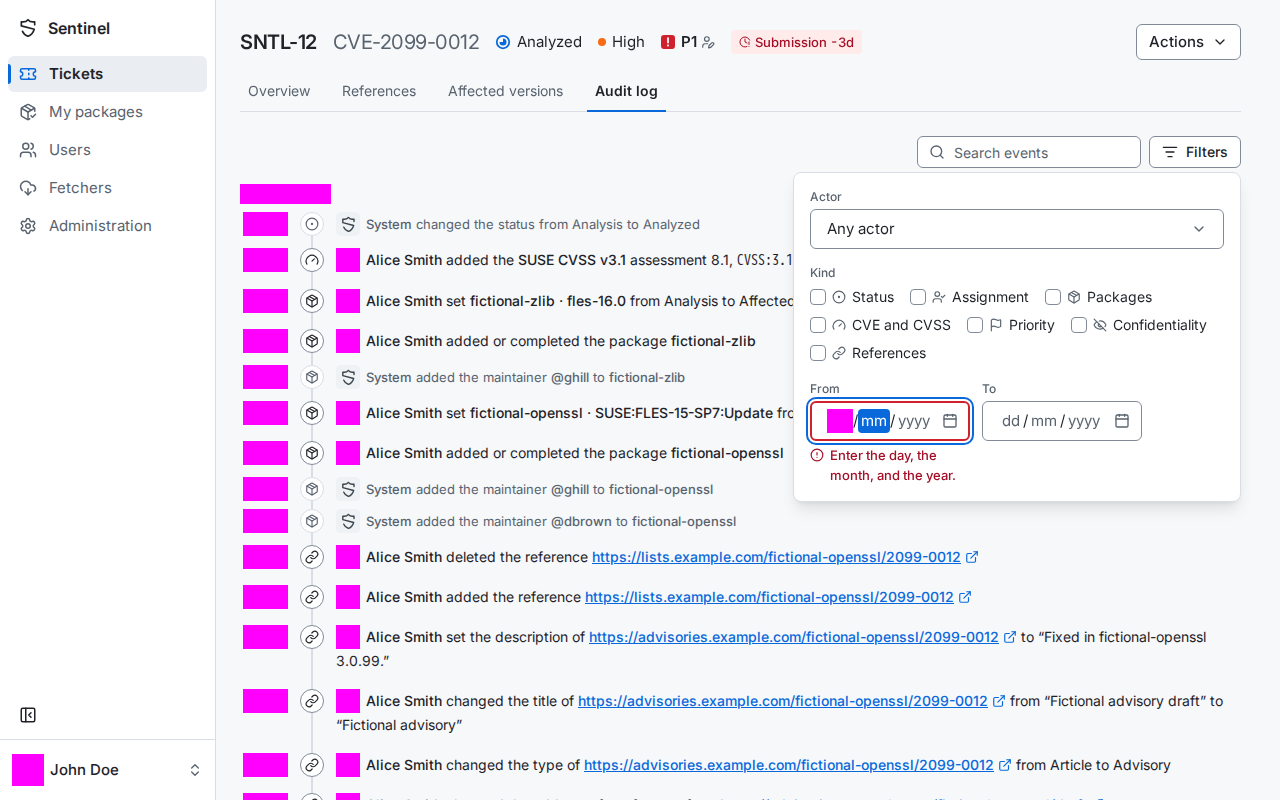 Sentinel
Tickets
My packages
Users
Fetchers
Administration
John Doe
SNTL-12 CVE-2099-0012 Analyzed High P1 Submission -3d
Actions
Overview References Affected versions Audit log
Search events
Filters
System changed the status from Analysis to Analyzed
Alice Smith added the SUSE CVSS v3.1 assessment 8.1, CVSS:3.1
Alice Smith set fictional-zlib · fles-16.0 from Analysis to Affected
Alice Smith added or completed the package fictional-zlib
System added the maintainer @ghill to fictional-zlib
Alice Smith set fictional-openssl · SUSE:FLES-15-SP7:Update
Alice Smith added or completed the package fictional-openssl
System added the maintainer @ghill to fictional-openssl
System added the maintainer @dbrown to fictional-openssl
Alice Smith deleted the reference https://lists.example.com/fictional-openssl/2099-0012
Alice Smith added the reference https://lists.example.com/fictional-openssl/2099-0012
Alice Smith set the description of https://advisories.example.com/fictional-openssl/2099-0012 to “Fixed in fictional-openssl
3.0.99.”
Alice Smith changed the title of https://advisories.example.com/fictional-openssl/2099-0012 from “Fictional advisory draft” to
“Fictional advisory”
Alice Smith changed the type of https://advisories.example.com/fictional-openssl/2099-0012 from Article to Advisory
Actor
Any actor
Kind
Status Assignment Packages
CVE and CVSS Priority Confidentiality
References
From To
/mm/yyyy dd/mm/yyyy
Enter the day, the
month, and the year.